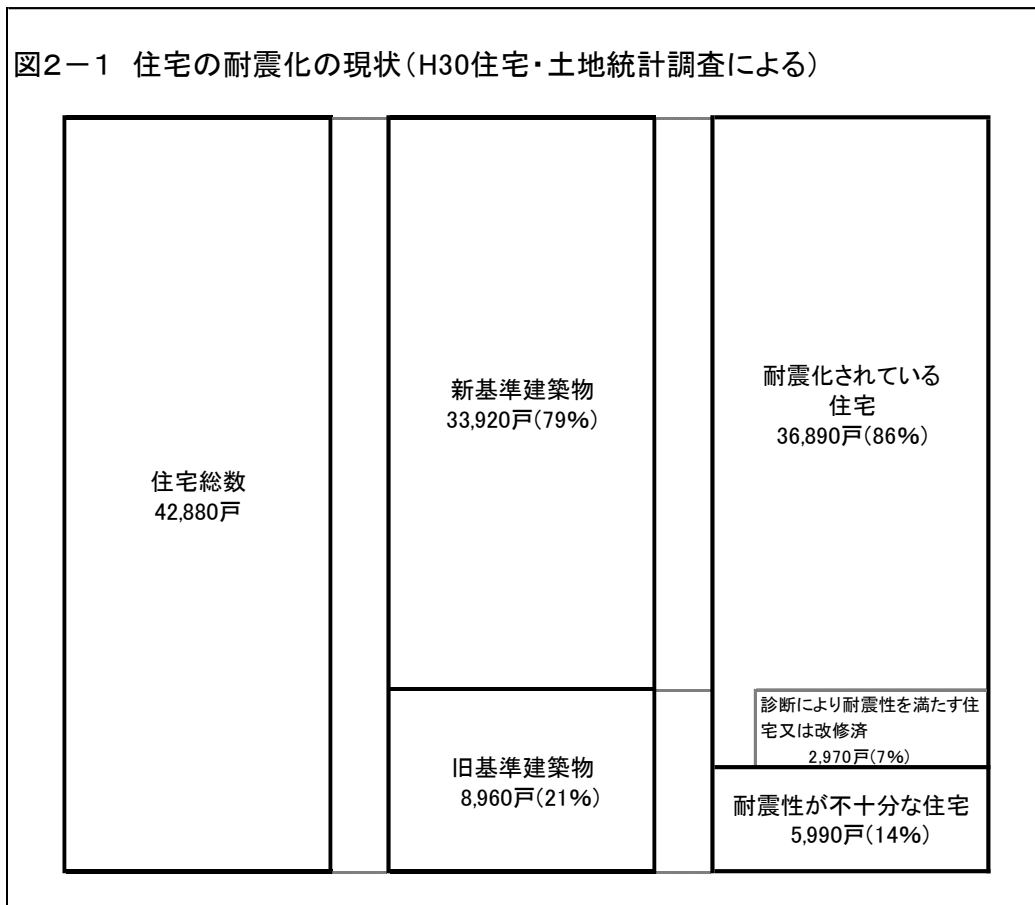 図2－1 住宅の耐震化の現状（H30住宅・土地統計調査による）
住宅総数
42,880戸
新基準建築物
33,920戸(79%)
旧基準建築物
8,960戸(21%)
耐震化されている
住宅
36,890戸(86%)
診断により耐震性を満たす住
宅又は改修済
2,970戸(7%)
耐震性が不十分な住宅
5,990戸(14%)